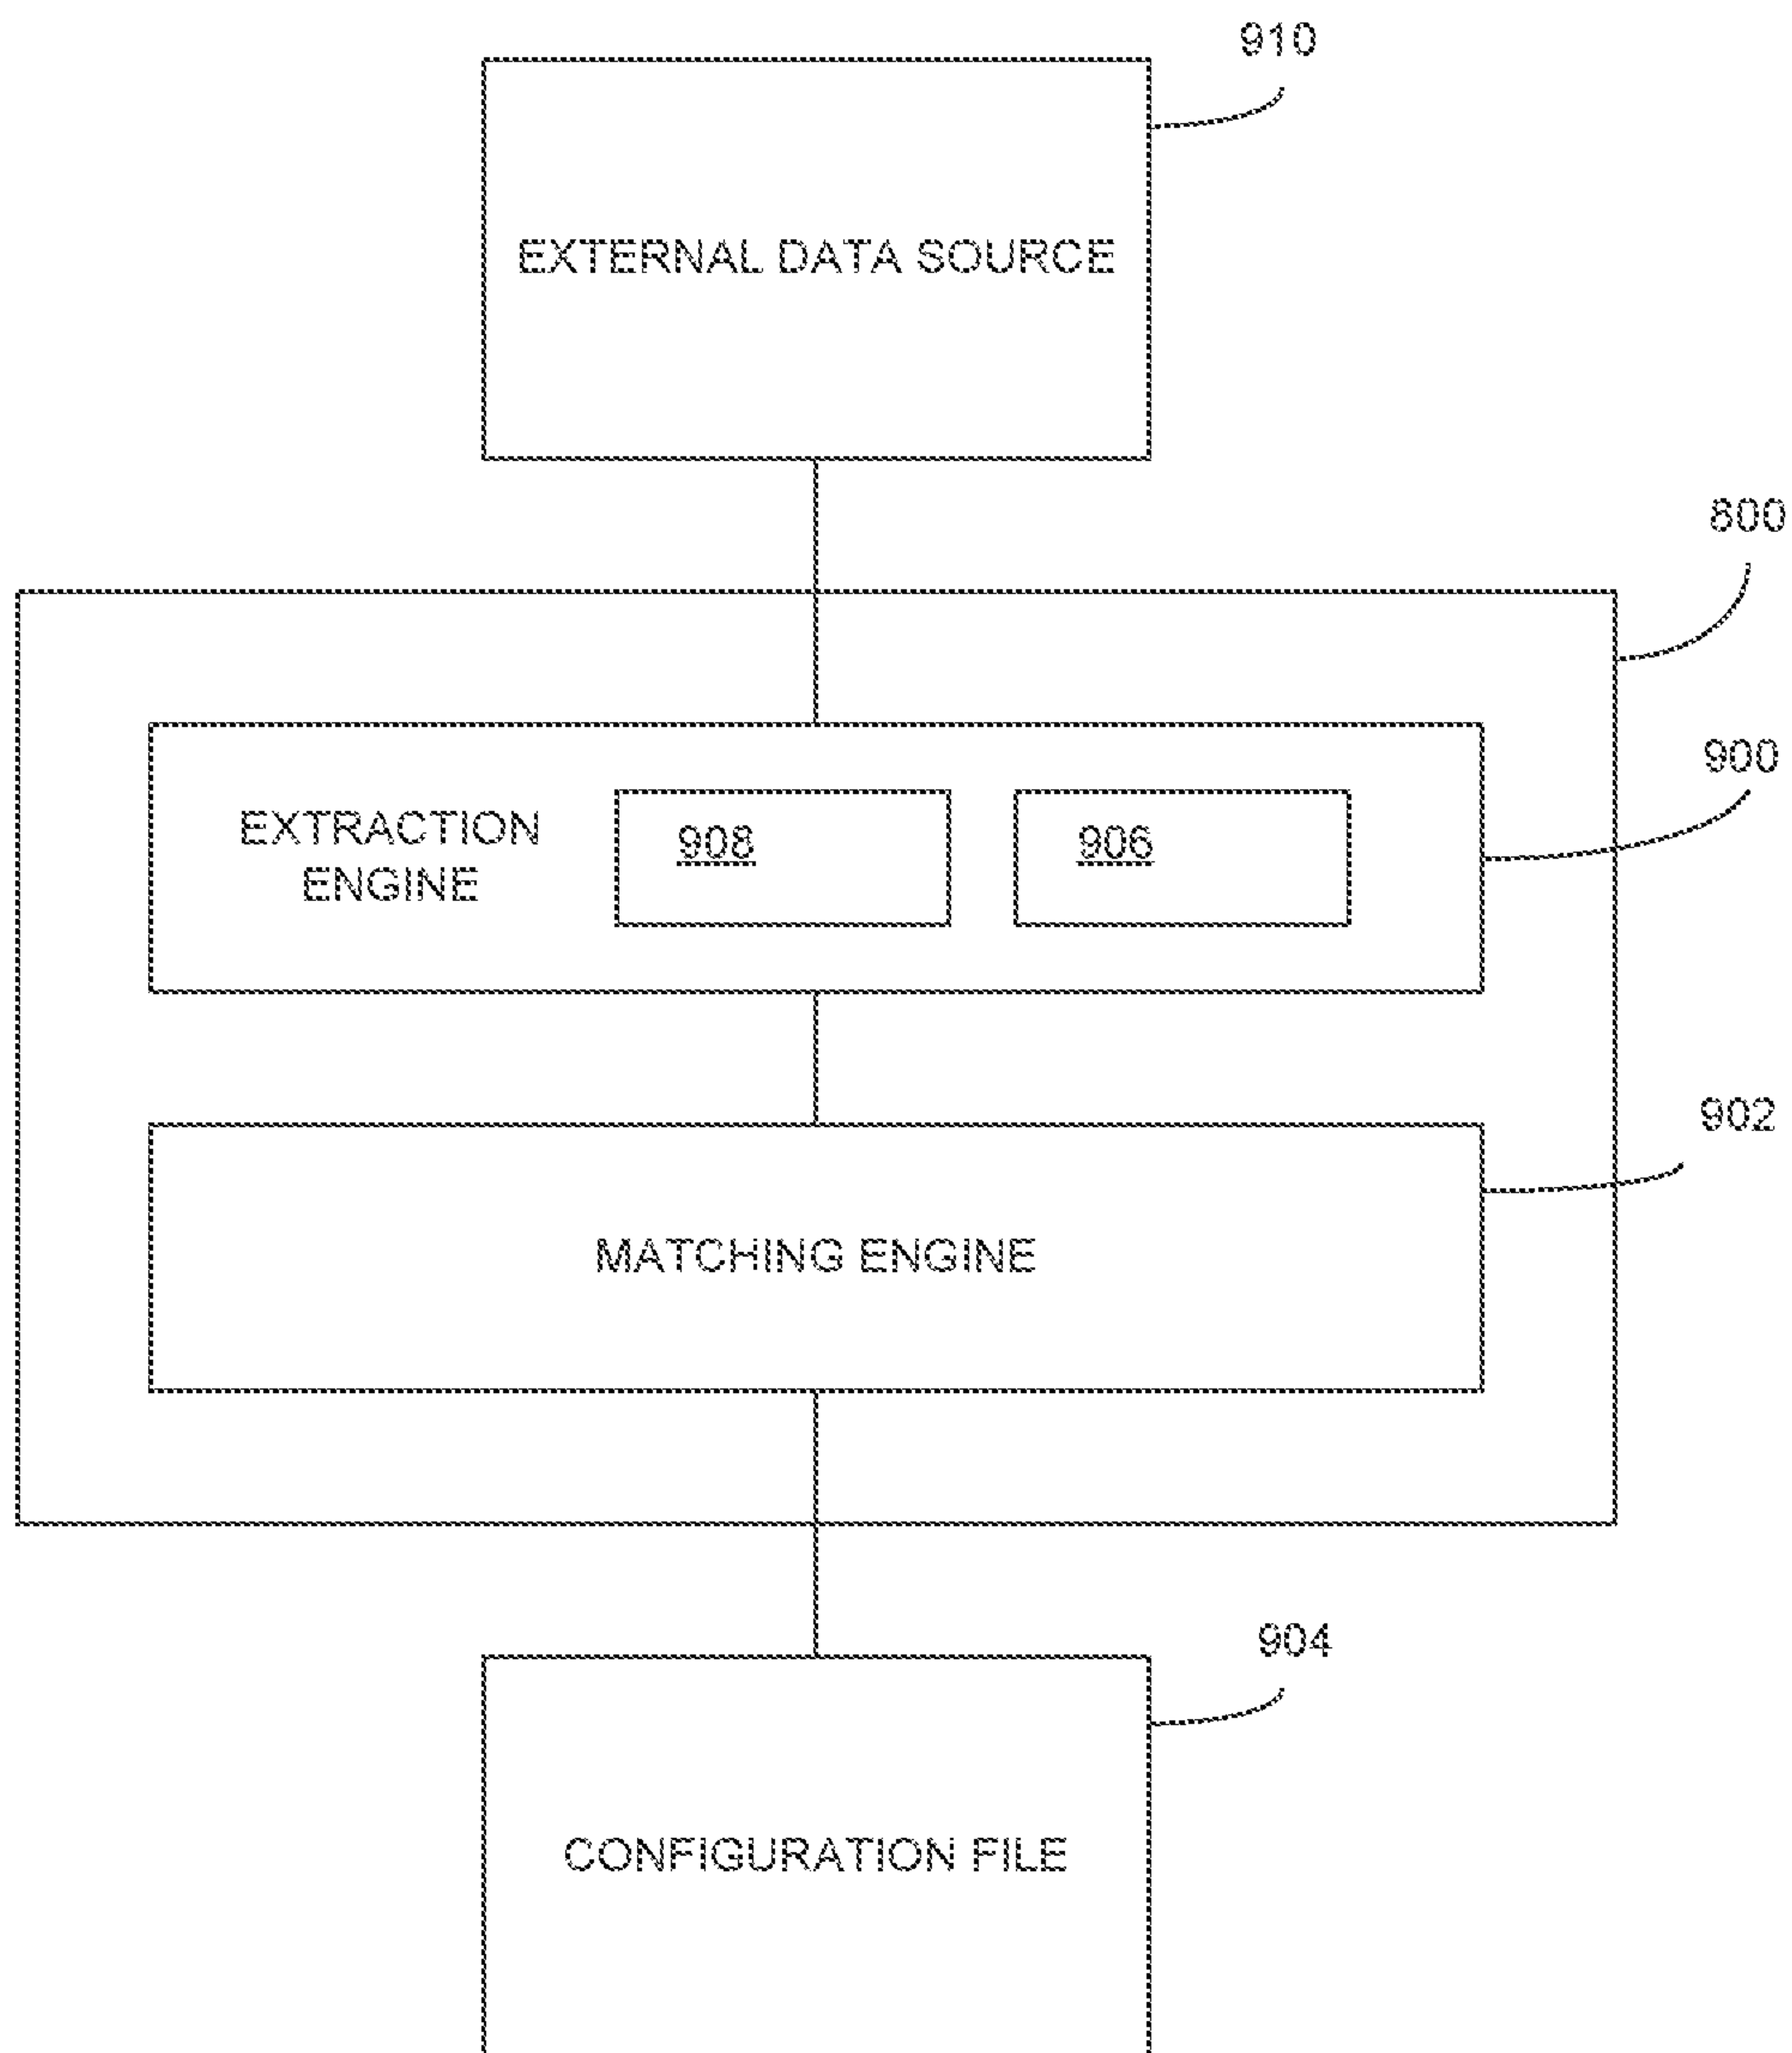 910
EXTERNAL DATA SOURCE
800
900
EXTRACTION
ENGINE
908
906
902
MATCHING ENGINE
904
CONFIGURATION FILE